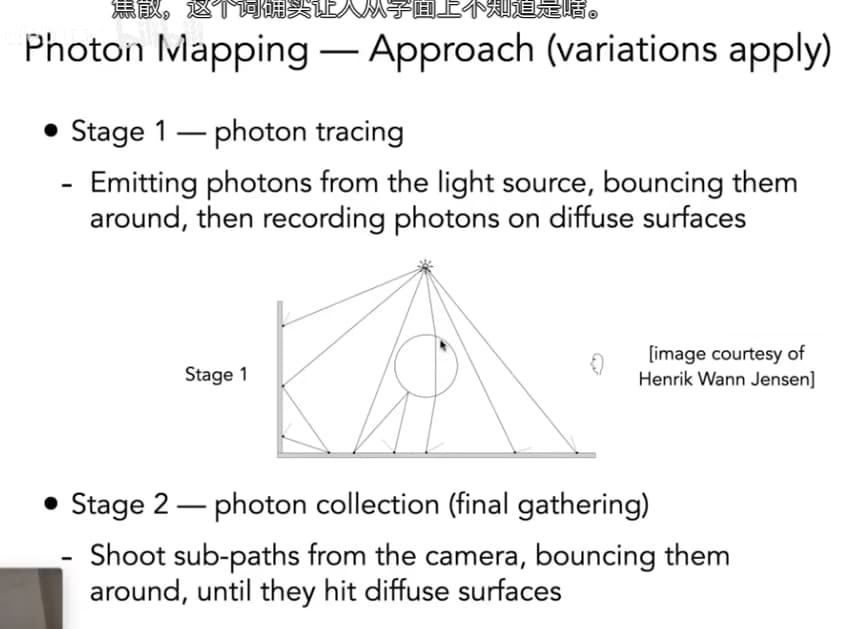 焦散，这个词确实让人从字面上不知道是啥。
Photon Mapping — Approach (variations apply)
• Stage 1 — photon tracing
- Emitting photons from the light source, bouncing them
around, then recording photons on diffuse surfaces
Stage 1
[image courtesy of
Henrik Wann Jensen]
• Stage 2 — photon collection (final gathering)
- Shoot sub-paths from the camera, bouncing them
around, until they hit diffuse surfaces